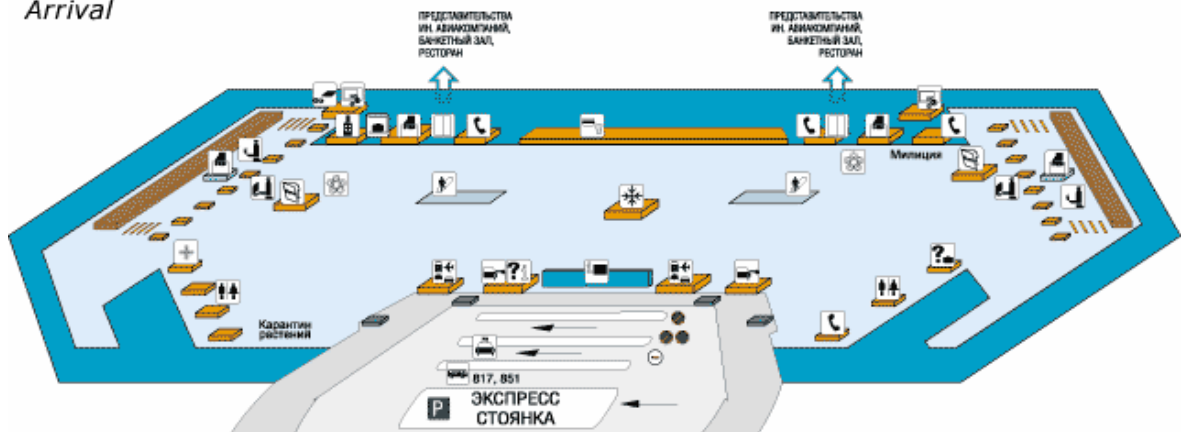 Arrival
ПРЕДСТАВИТЕЛЬСТВА
ИН. АВИАКОМПАНИЙ,
БАНКЕТНЫЙ ЗАЛ,
РЕСТОРАН
ПРЕДСТАВИТЕЛЬСТВА
ИН. АВИАКОМПАНИЙ,
БАНКЕТНЫЙ ЗАЛ,
РЕСТОРАН
Милиция
Карантин
растений
817, 851
P
ЭКСПРЕСС
СТОЯНКА